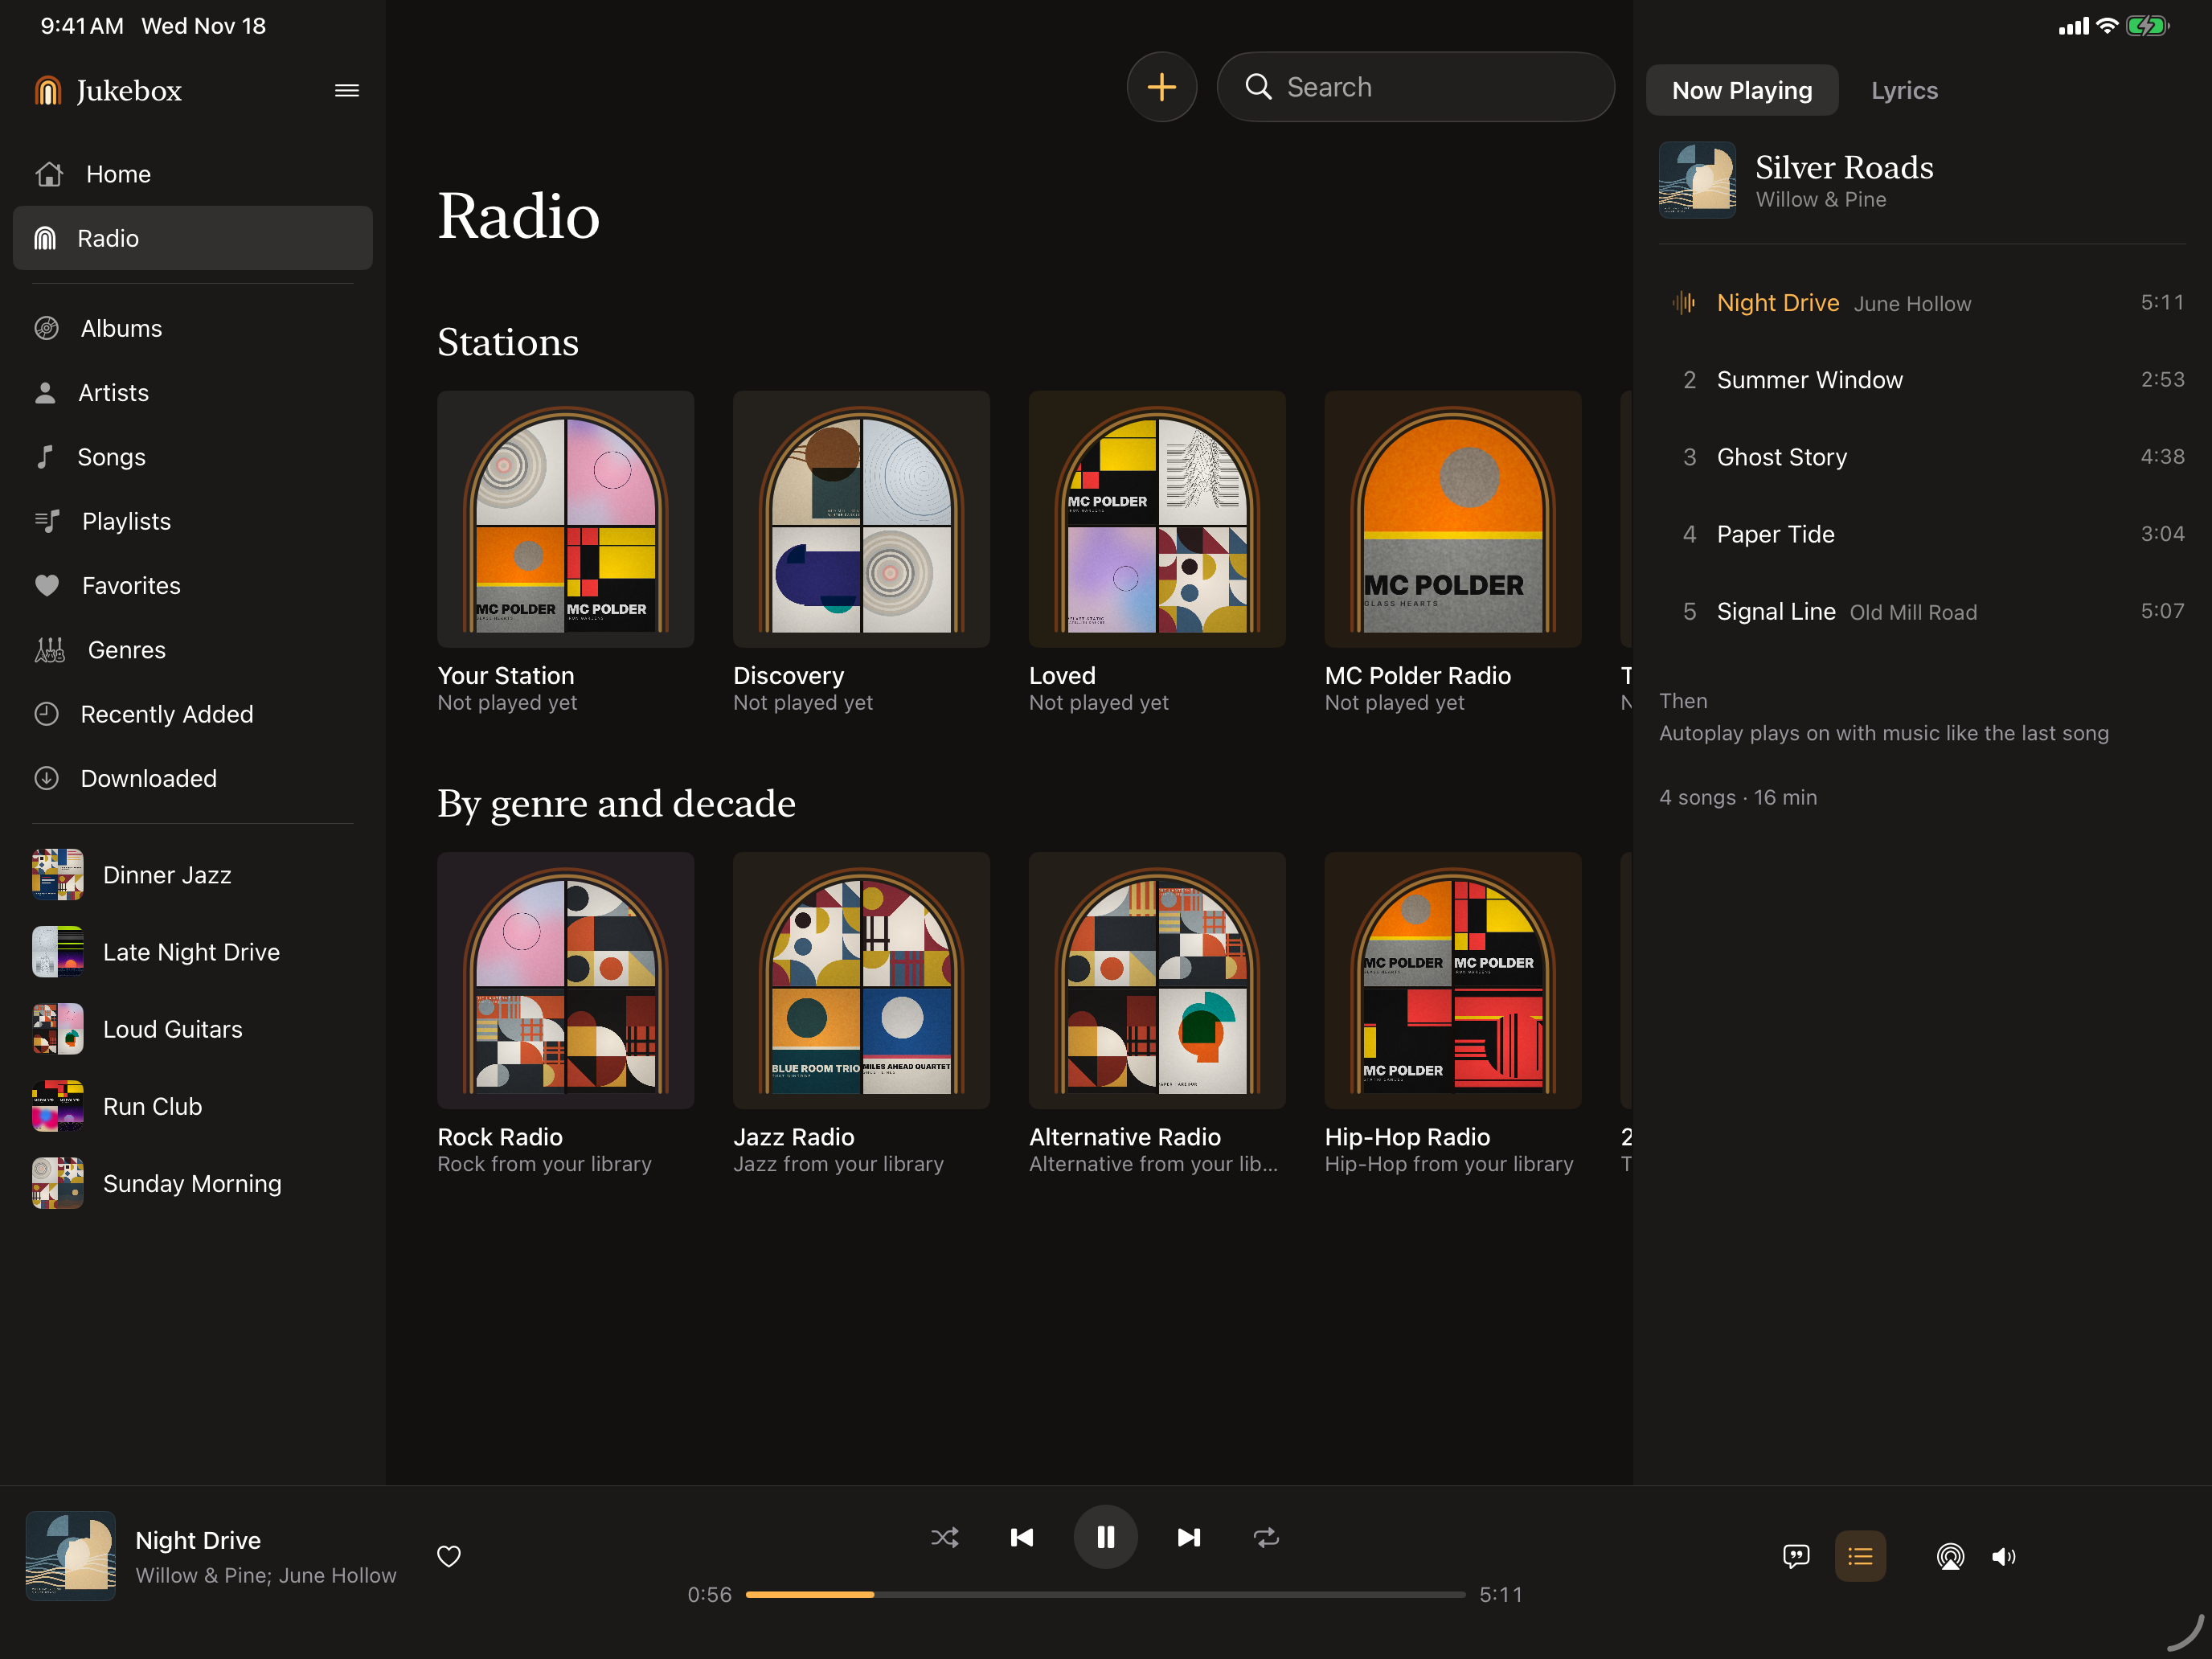 9:41 AM Wed Nov 18
Jukebox
Home
Radio
Albums
Artists
Songs
Playlists
Favorites
Genres
Recently Added
Downloaded
Dinner Jazz
Late Night Drive
Loud Guitars
Run Club
Sunday Morning
Search
Radio
Stations
MC POLDER
GLASS HEARTS
MC POLDER
MC POLDER
MC POLDER
GLASS HEARTS
Your Station
Not played yet
Discovery
Not played yet
Loved
Not played yet
MC Polder Radio
Not played yet
T
N
By genre and decade
BLUE ROOM TRIO
MILES AHEAD QUARTET
MC POLDER
GLASS HEARTS
MC POLDER
MC POLDER
Rock Radio
Rock from your library
Jazz Radio
Jazz from your library
Alternative Radio
Alternative from your lib...
Hip-Hop Radio
Hip-Hop from your library
2
T
Now Playing
Lyrics
Silver Roads
Willow & Pine
Night Drive June Hollow 5:11
2 Summer Window 2:53
3 Ghost Story 4:38
4 Paper Tide 3:04
5 Signal Line Old Mill Road 5:07
Then
Autoplay plays on with music like the last song
4 songs · 16 min
Night Drive
Willow & Pine; June Hollow
0:56
5:11